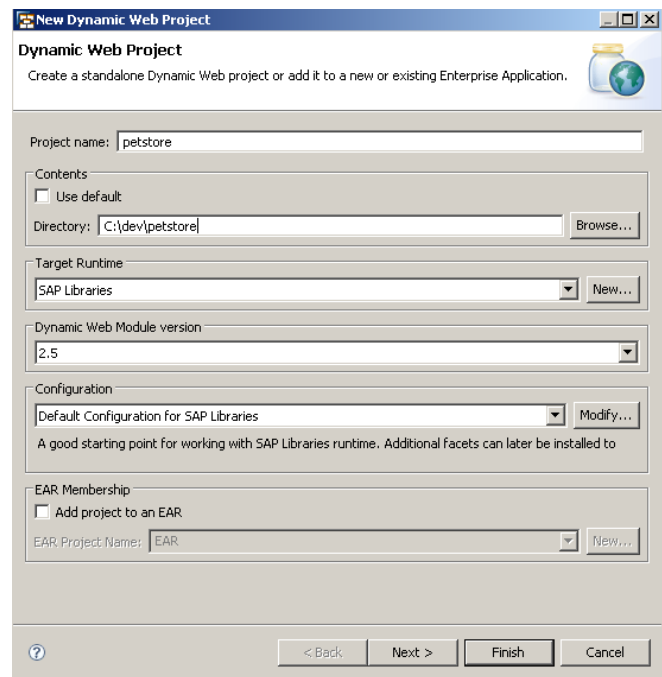 New Dynamic Web Project
Dynamic Web Project
Create a standalone Dynamic Web project or add it to a new or existing Enterprise Application.
Project name: petstore
Contents
Use default
Directory: C:\dev\petstore Browse...
Target Runtime
SAP Libraries New...
Dynamic Web Module version
2.5
Configuration
Default Configuration for SAP Libraries Modify...
A good starting point for working with SAP Libraries runtime. Additional facets can later be installed to
EAR Membership
Add project to an EAR
EAR Project Name: EAR New...
? < Back Next > Finish Cancel